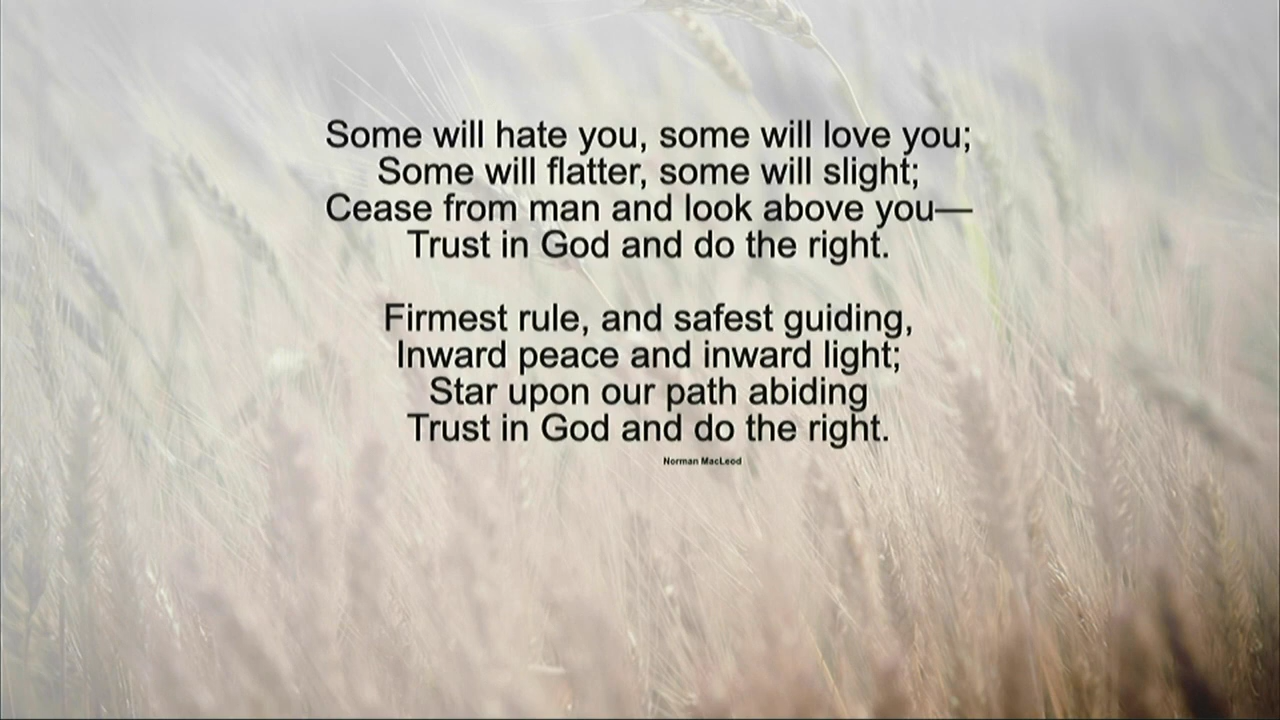 Some will hate you, some will love you;
Some will flatter, some will slight;
Cease from man and look above you—
Trust in God and do the right.
Firmest rule, and safest guiding,
Inward peace and inward light;
Star upon our path abiding
Trust in God and do the right.
Norman MacLeod